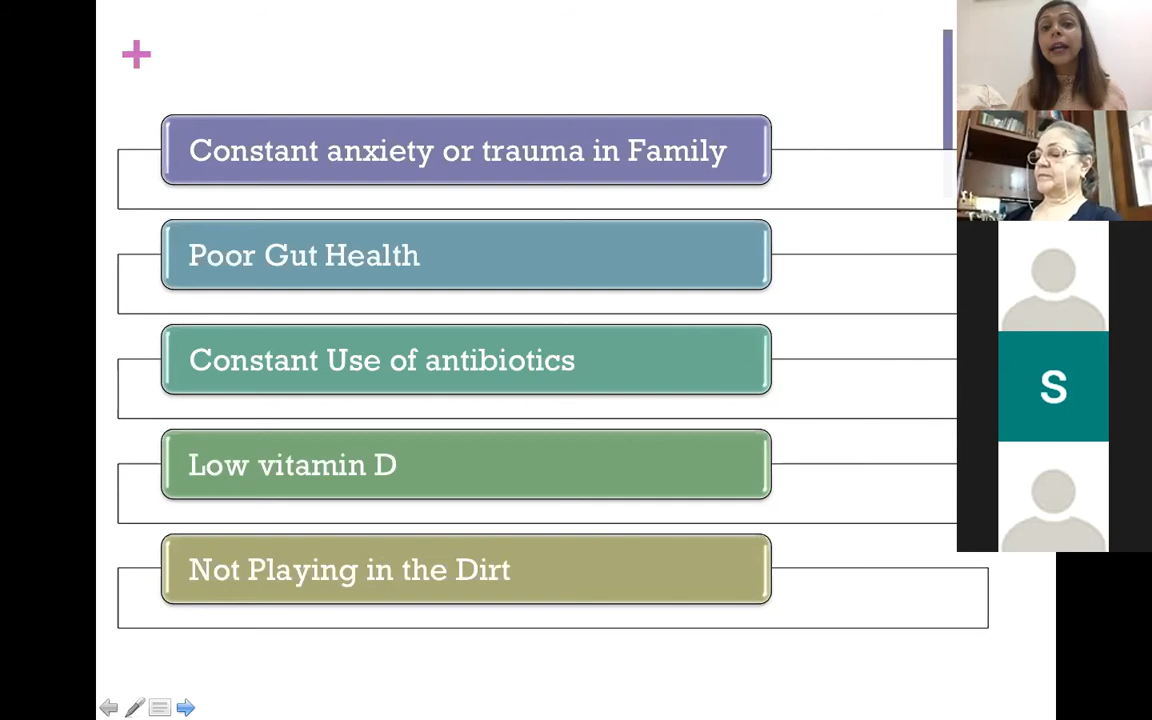 Constant anxiety or trauma in Family
Poor Gut Health
Constant Use of antibiotics
Low vitamin D
Not Playing in the Dirt
S